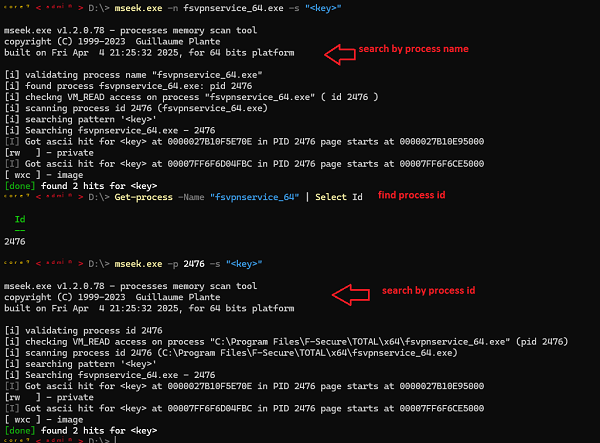 D:\> mseek.exe -n fsvpnservice_64.exe -s "<key>"
mseek.exe v1.2.0.78 - processes memory scan tool
copyright (C) 1999-2023  Guillaume Plante
built on Fri Apr  4 21:25:32 2025, for 64 bits platform
search by process name
[i] validating process name "fsvpnservice_64.exe"
[i] found process fsvpnservice_64.exe: pid 2476
[i] checkng VM_READ access on process "fsvpnservice_64.exe" ( id 2476 )
[i] scanning process id 2476 (fsvpnservice_64.exe)
[i] searching pattern '<key>'
[i] Searching fsvpnservice_64.exe - 2476
[I] Got ascii hit for <key> at 0000027B10F5E70E in PID 2476 page starts at 0000027B10E95000
[rw   ] - private
[I] Got ascii hit for <key> at 00007FF6F6D04FBC in PID 2476 page starts at 00007FF6F6CE5000
[ wxc ] - image
[done] found 2 hits for <key>
D:\> Get-process -Name "fsvpnservice_64" | Select Id
find process id
Id
--
2476
D:\> mseek.exe -p 2476 -s "<key>"
mseek.exe v1.2.0.78 - processes memory scan tool
copyright (C) 1999-2023  Guillaume Plante
built on Fri Apr  4 21:25:32 2025, for 64 bits platform
search by process id
[i] validating process id 2476
[i] checkng VM_READ access on process "C:\Program Files\F-Secure\TOTAL\x64\fsvpnservice_64.exe" (pid 2476)
[i] scanning process id 2476 (C:\Program Files\F-Secure\TOTAL\x64\fsvpnservice_64.exe)
[i] searching pattern '<key>'
[i] Searching fsvpnservice_64.exe - 2476
[I] Got ascii hit for <key> at 0000027B10F5E70E in PID 2476 page starts at 0000027B10E95000
[rw   ] - private
[I] Got ascii hit for <key> at 00007FF6F6D04FBC in PID 2476 page starts at 00007FF6F6CE5000
[ wxc ] - image
[done] found 2 hits for <key>
D:\>